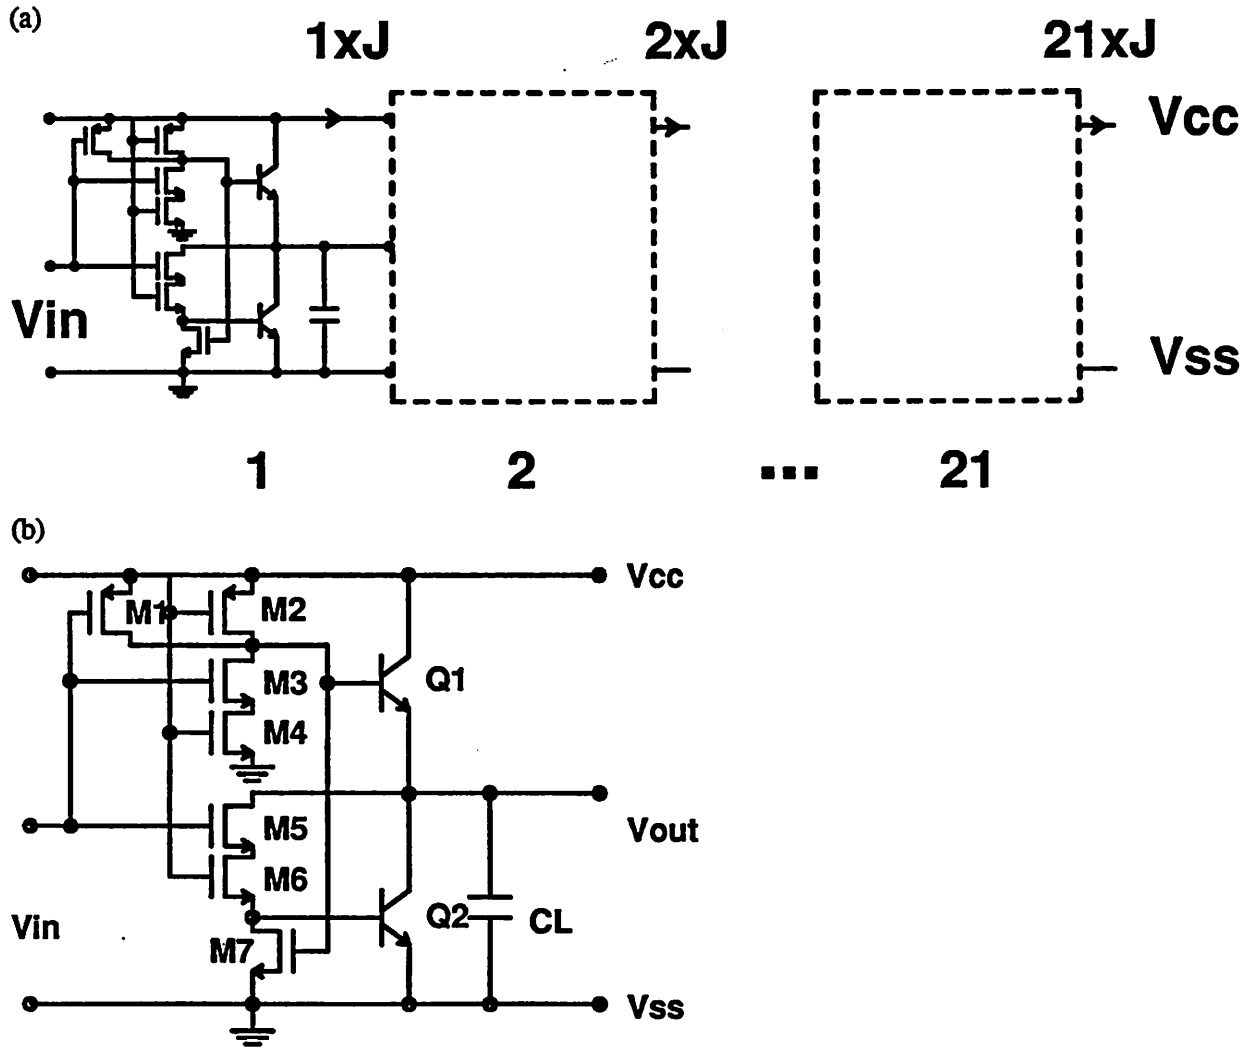 (a)
1xJ 2xJ 21xJ
Vcc
Vin
Vss
1 2 ... 21
(b)
Vcc
M1 M2
M3
Q1
M4
M5
Vout
M6
Vin
Q2 CL
M7
Vss